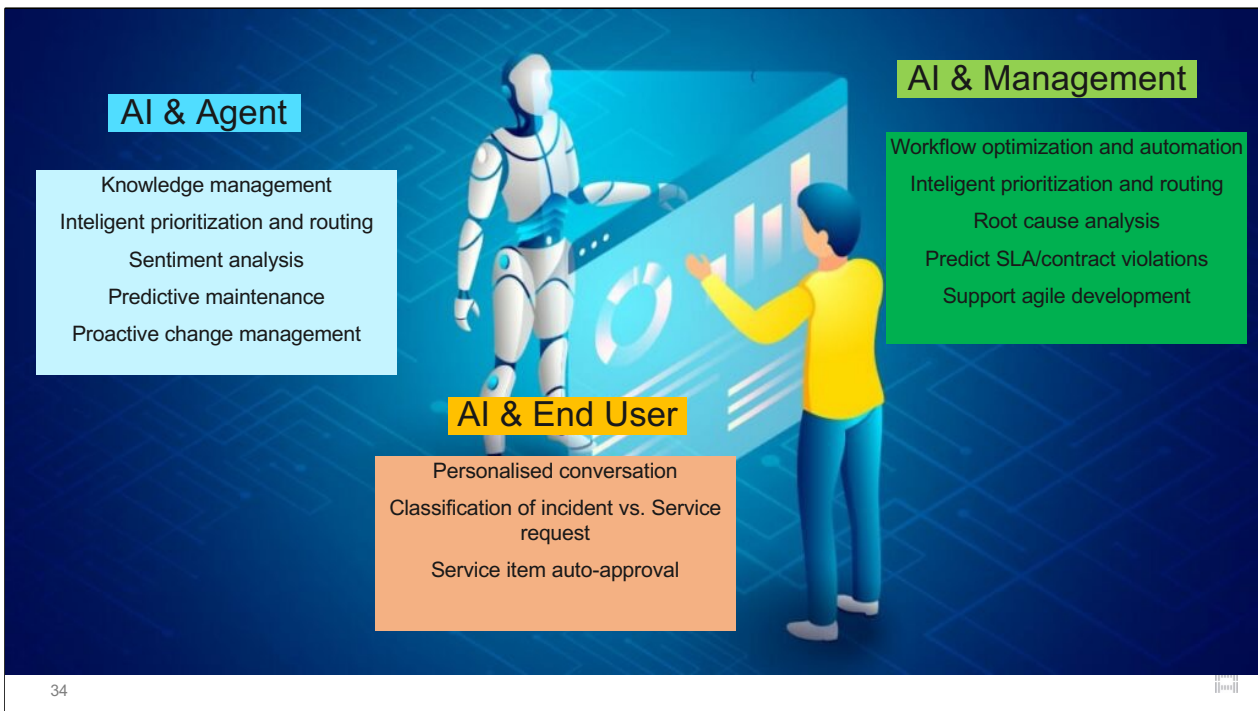 AI & Agent
Knowledge management
Inteligent prioritization and routing
Sentiment analysis
Predictive maintenance
Proactive change management
AI & Management
Workflow optimization and automation
Inteligent prioritization and routing
Root cause analysis
Predict SLA/contract violations
Support agile development
AI & End User
Personalised conversation
Classification of incident vs. Service
request
Service item auto-approval
34